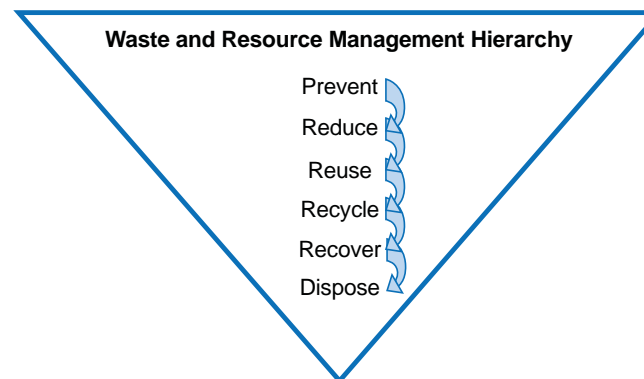 Waste and Resource Management Hierarchy
Prevent
Reduce
Reuse
Recycle
Recover
Dispose